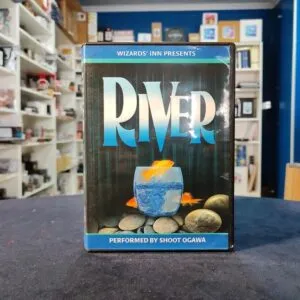 WIZARDS' INN PRESENTS
RIVER
PERFORMED BY SHOOT OGAWA